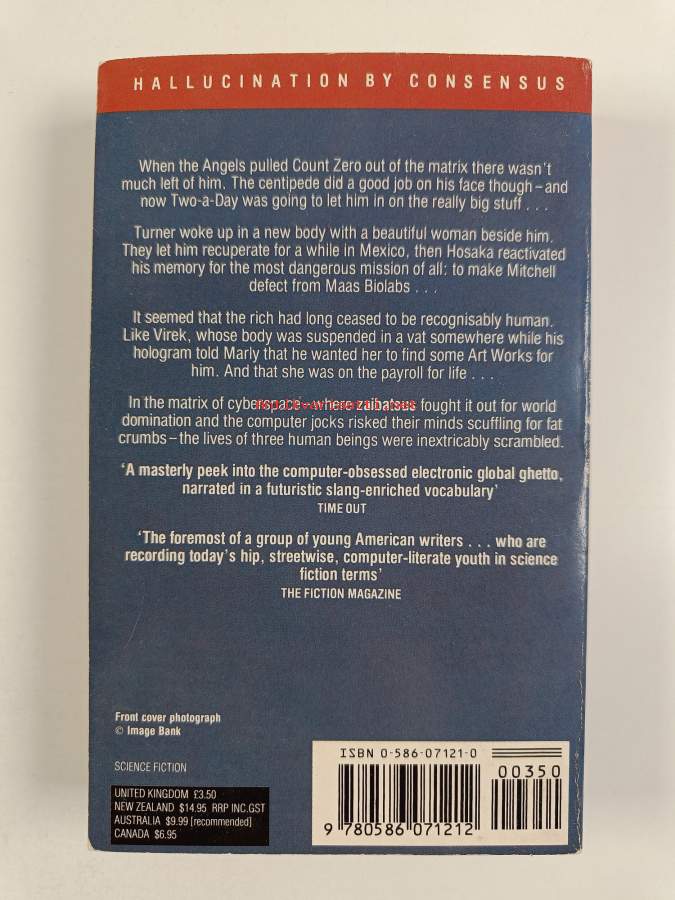 HALLUCINATION BY CONSENSUS
When the Angels pulled Count Zero out of the matrix there wasn't
much left of him. The centipede did a good job on his face though–and
now Two-a-Day was going to let him in on the really big stuff . . .
Turner woke up in a new body with a beautiful woman beside him.
They let him recuperate for a while in Mexico, then Hosaka reactivated
his memory for the most dangerous mission of all: to make Mitchell
defect from Maas Biolabs . . .
It seemed that the rich had long ceased to be recognisably human.
Like Virek, whose body was suspended in a vat somewhere while his
hologram told Marly that he wanted her to find some Art Works for
him. And that she was on the payroll for life . . .
In the matrix of cyberspace–where zaibatsus fought it out for world
domination and the computer jocks risked their minds scuffling for fat
crumbs–the lives of three human beings were inextricably scrambled.
'A masterly peek into the computer-obsessed electronic global ghetto,
narrated in a futuristic slang-enriched vocabulary'
TIME OUT
'The foremost of a group of young American writers . . . who are
recording today's hip, streetwise, computer-literate youth in science
fiction terms'
THE FICTION MAGAZINE
Front cover photograph
© Image Bank
SCIENCE FICTION
UNITED KINGDOM £3.50
NEW ZEALAND $14.95 RRP INC.GST
AUSTRALIA $9.99 [recommended]
CANADA $6.95
ISBN 0-586-07121-0
00350
9 780586 071212